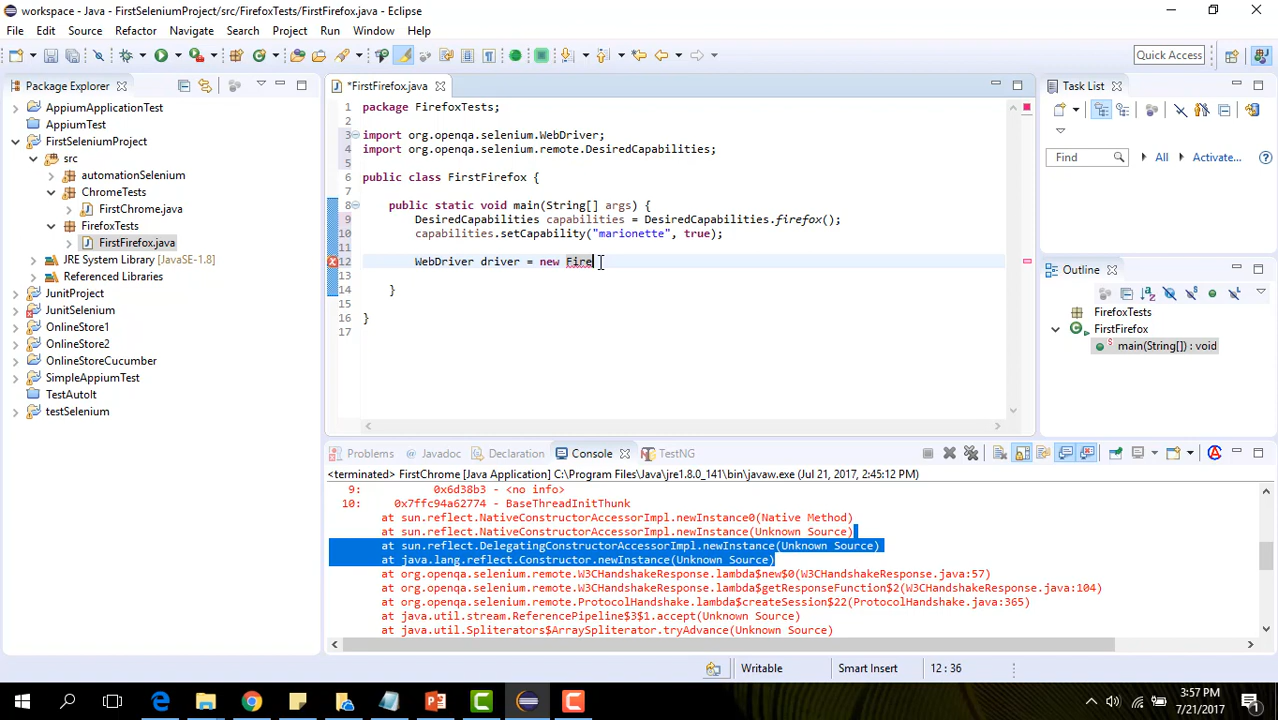 workspace - Java - FirstSeleniumProject/src/FirefoxTests/FirstFirefox.java - Eclipse
File Edit Source Refactor Navigate Search Project Run Window Help
Quick Access
Package Explorer
AppiumApplicationTest
AppiumTest
FirstSeleniumProject
src
automationSelenium
ChromeTests
FirstChrome.java
FirefoxTests
FirstFirefox.java
JRE System Library [JavaSE-1.8]
Referenced Libraries
JunitProject
JunitSelenium
OnlineStore1
OnlineStore2
OnlineStoreCucumber
SimpleAppiumTest
TestAutoIt
testSelenium
*FirstFirefox.java
1 package FirefoxTests;
2
3 import org.openqa.selenium.WebDriver;
4 import org.openqa.selenium.remote.DesiredCapabilities;
5
6 public class FirstFirefox {
7
8 public static void main(String[] args) {
9 DesiredCapabilities capabilities = DesiredCapabilities.firefox();
10 capabilities.setCapability("marionette", true);
11
12 WebDriver driver = new Fire
13
14 }
15
16 }
17
Task List
Find All Activate...
Outline
FirefoxTests
FirstFirefox
main(String[]) : void
Problems Javadoc Declaration Console TestNG
<terminated> FirstChrome [Java Application] C:\Program Files\Java\jre1.8.0_141\bin\javaw.exe (Jul 21, 2017, 2:45:12 PM)
9: 0x6d38b3 - <no info>
10: 0x7ffc94a62774 - BaseThreadInitThunk
at sun.reflect.NativeConstructorAccessorImpl.newInstance0(Native Method)
at sun.reflect.NativeConstructorAccessorImpl.newInstance(Unknown Source)
at sun.reflect.DelegatingConstructorAccessorImpl.newInstance(Unknown Source)
at java.lang.reflect.Constructor.newInstance(Unknown Source)
at org.openqa.selenium.remote.W3CHandshakeResponse.lambda$new$0(W3CHandshakeResponse.java:57)
at org.openqa.selenium.remote.W3CHandshakeResponse.lambda$getResponseFunction$2(W3CHandshakeResponse.java:104)
at org.openqa.selenium.remote.ProtocolHandshake.lambda$createSession$22(ProtocolHandshake.java:365)
at java.util.stream.ReferencePipeline$3$1.accept(Unknown Source)
at java.util.Spliterators$ArraySpliterator.tryAdvance(Unknown Source)
Writable Smart Insert 12 : 36
3:57 PM
7/21/2017